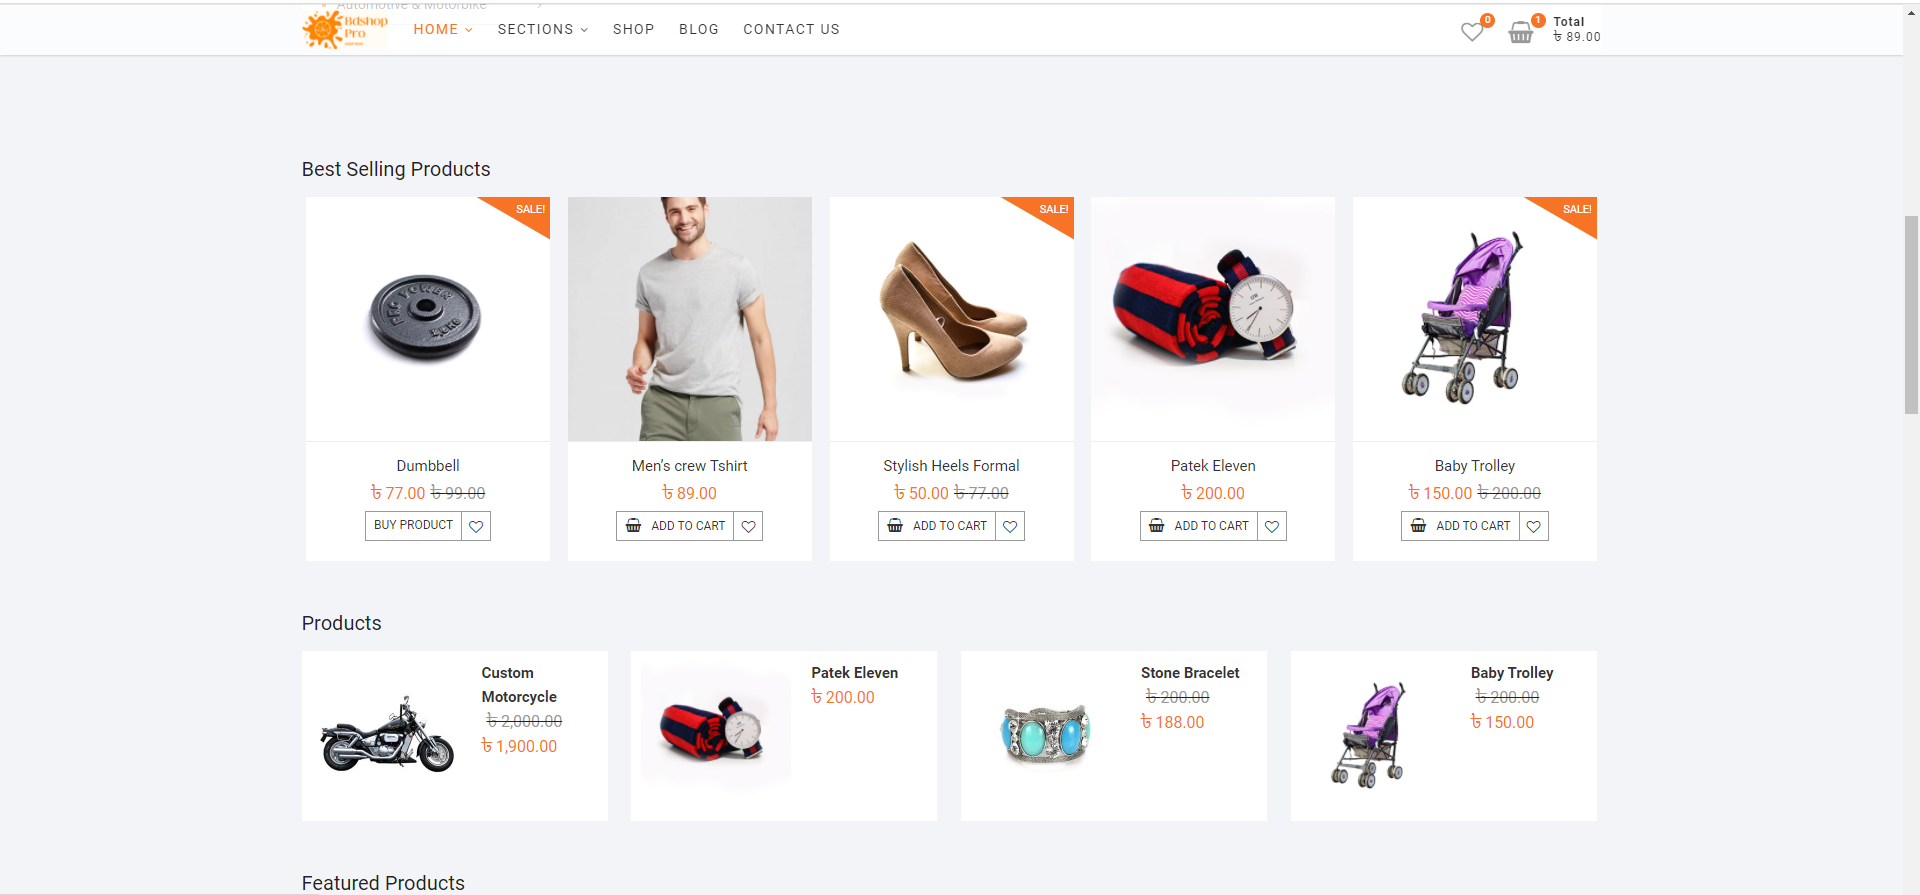 Automotive & Motorbike
Bdshop
Pro
HOME
SECTIONS
SHOP
BLOG
CONTACT US
0
1
Total
৳ 89.00
Best Selling Products
SALE!
PRO POWER
Dumbbell
৳ 77.00 ৳ 99.00
BUY PRODUCT
Men’s crew Tshirt
৳ 89.00
ADD TO CART
SALE!
Stylish Heels Formal
৳ 50.00 ৳ 77.00
ADD TO CART
Patek Eleven
৳ 200.00
ADD TO CART
SALE!
Baby Trolley
৳ 150.00 ৳ 200.00
ADD TO CART
Products
Custom
Motorcycle
৳ 2,000.00
৳ 1,900.00
Patek Eleven
৳ 200.00
Stone Bracelet
৳ 200.00
৳ 188.00
Baby Trolley
৳ 200.00
৳ 150.00
Featured Products